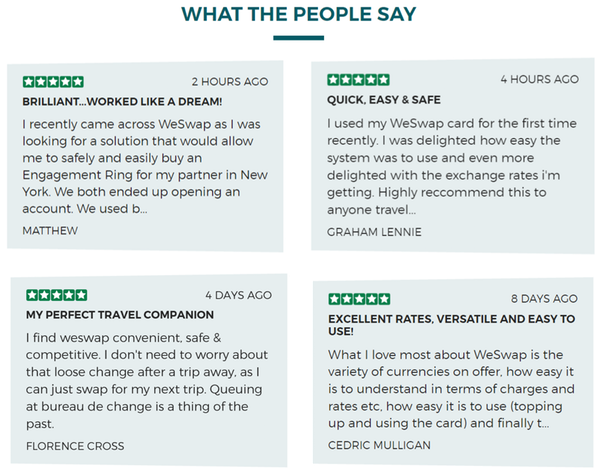 WHAT THE PEOPLE SAY
2 HOURS AGO
BRILLIANT...WORKED LIKE A DREAM!
I recently came across WeSwap as I was
looking for a solution that would allow
me to safely and easily buy an
Engagement Ring for my partner in New
York. We both ended up opening an
account. We used b...
MATTHEW
4 HOURS AGO
QUICK, EASY & SAFE
I used my WeSwap card for the first time
recently. I was delighted how easy the
system was to use and even more
delighted with the exchange rates i'm
getting. Highly reccommend this to
anyone travel...
GRAHAM LENNIE
4 DAYS AGO
MY PERFECT TRAVEL COMPANION
I find weswap convenient, safe &
competitive. I don't need to worry about
that loose change after a trip away, as I
can just swap for my next trip. Queuing
at bureau de change is a thing of the
past.
FLORENCE CROSS
8 DAYS AGO
EXCELLENT RATES, VERSATILE AND EASY TO
USE!
What I love most about WeSwap is the
variety of currencies on offer, how easy it
is to understand in terms of charges and
rates etc, how easy it is to use (topping
up and using the card) and finally t...
CEDRIC MULLIGAN